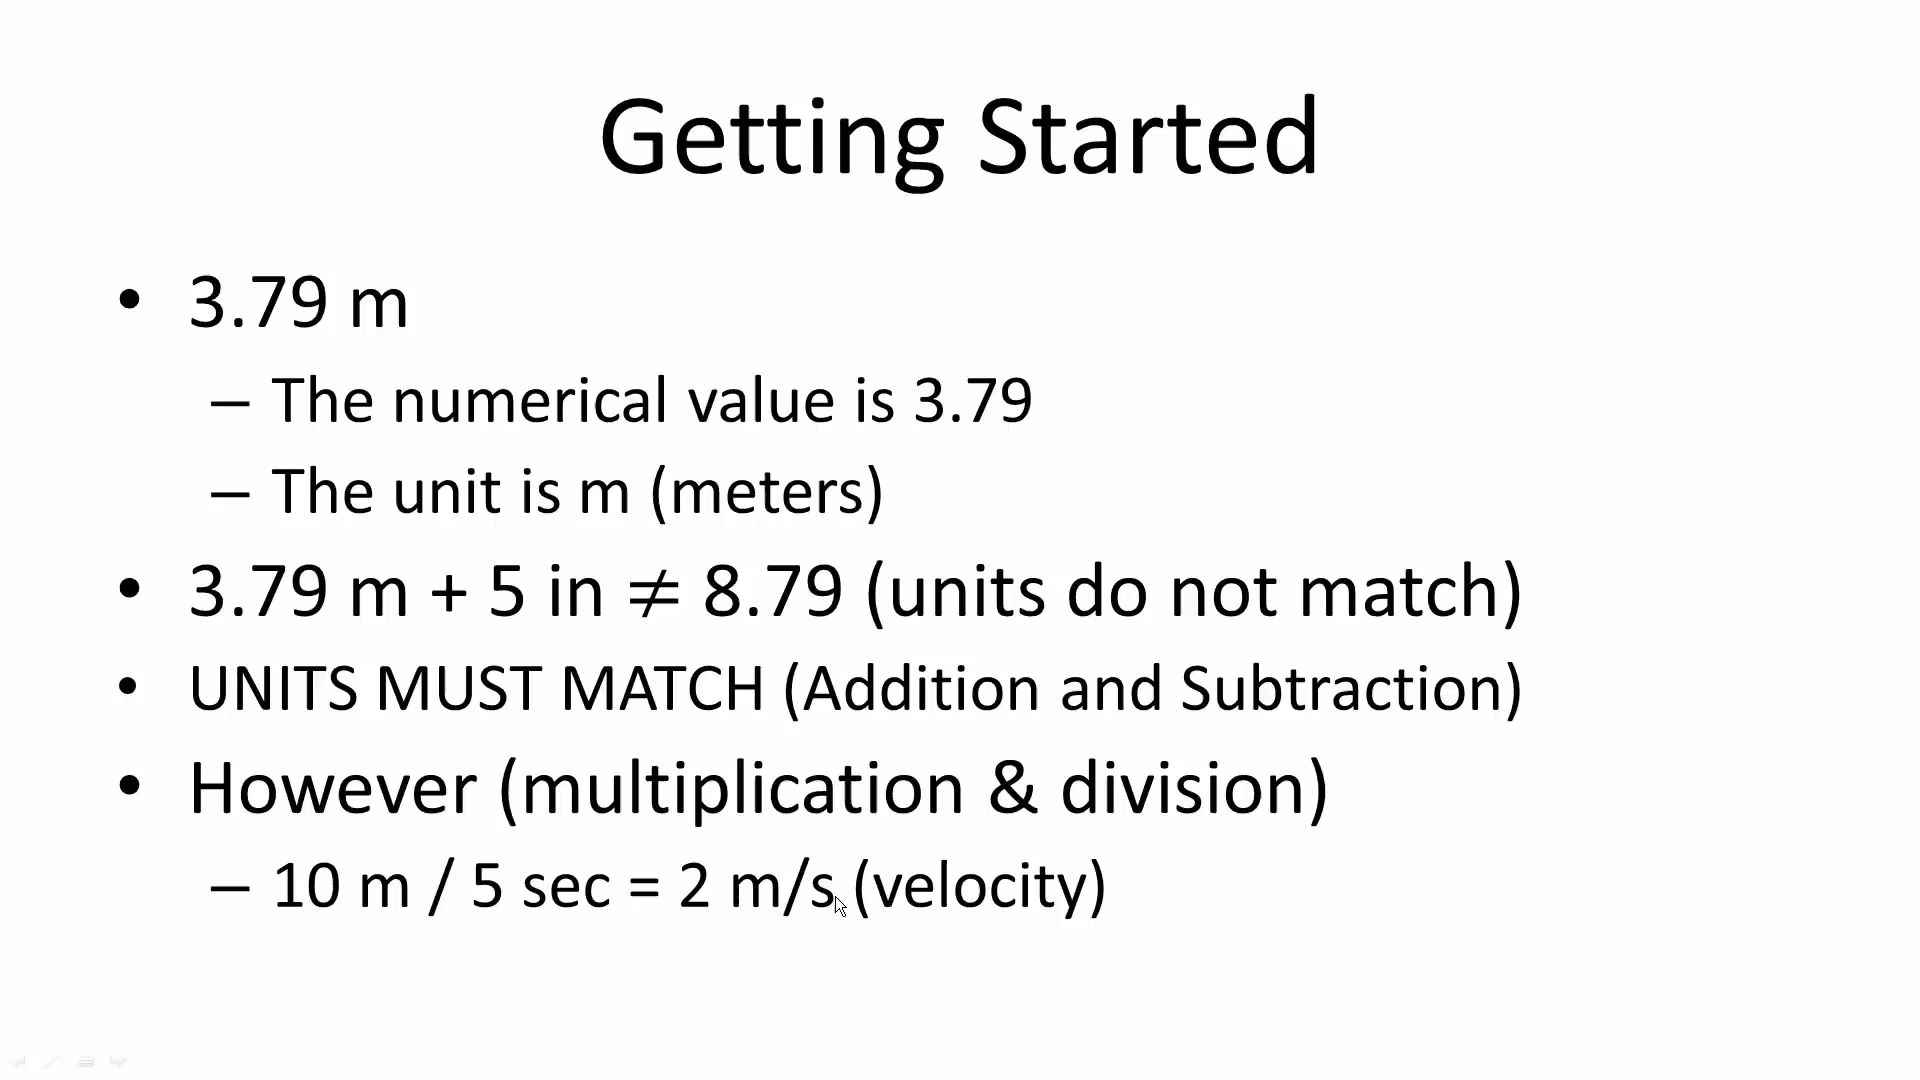 Getting Started
• 3.79 m
– The numerical value is 3.79
– The unit is m (meters)
• 3.79 m + 5 in ≠ 8.79 (units do not match)
• UNITS MUST MATCH (Addition and Subtraction)
• However (multiplication & division)
– 10 m / 5 sec = 2 m/s (velocity)